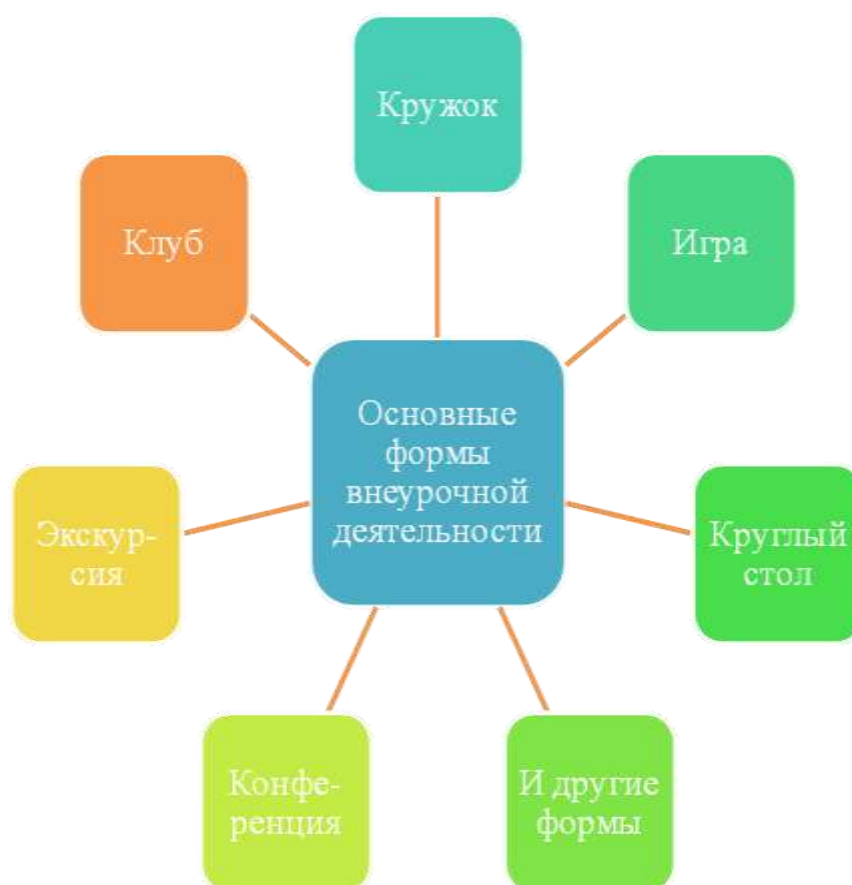 Кружок
Клуб
Игра
Основные
формы
внеурочной
деятельности
Экскур-
сия
Круглый
стол
Конфе-
ренция
И другие
формы